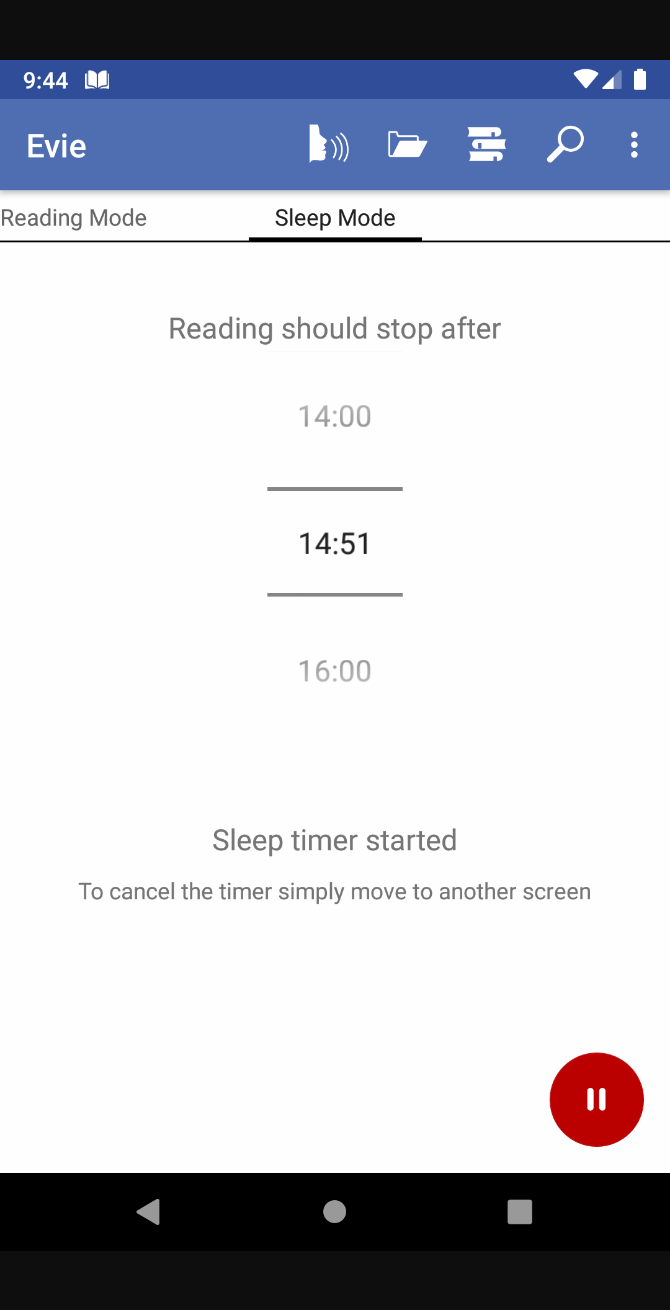 9:44
Evie
Reading Mode
Sleep Mode
Reading should stop after
14:00
14:51
16:00
Sleep timer started
To cancel the timer simply move to another screen